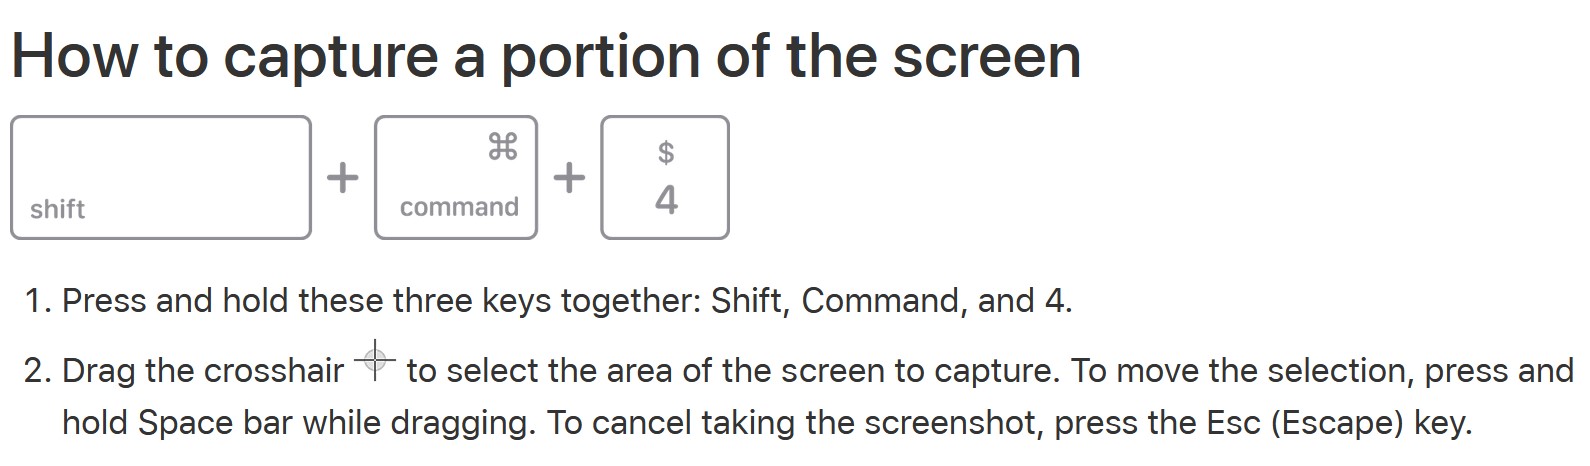 How to capture a portion of the screen
shift + command ⌘ + $ 4
1. Press and hold these three keys together: Shift, Command, and 4.
2. Drag the crosshair to select the area of the screen to capture. To move the selection, press and
hold Space bar while dragging. To cancel taking the screenshot, press the Esc (Escape) key.